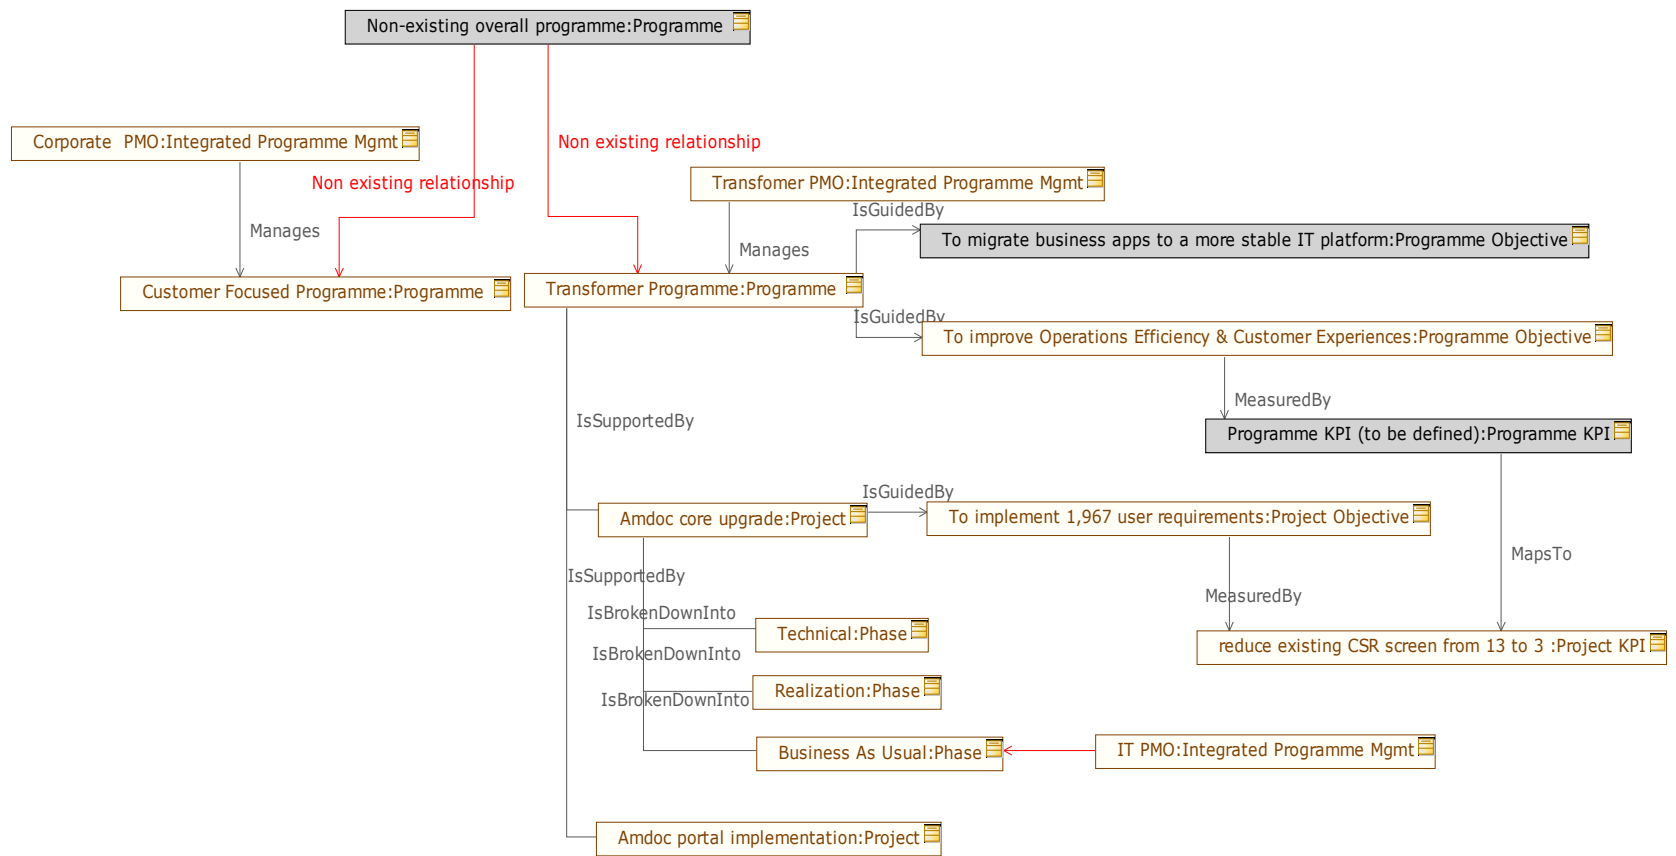 Non-existing overall programme:Programme
Corporate  PMO:Integrated Programme Mgmt
Non existing relationship
Non existing relationship
Transfomer PMO:Integrated Programme Mgmt
IsGuidedBy
Manages
To migrate business apps to a more stable IT platform:Programme Objective
Manages
Customer Focused Programme:Programme
Transformer Programme:Programme
IsGuidedBy
To improve Operations Efficiency & Customer Experiences:Programme Objective
MeasuredBy
IsSupportedBy
Programme KPI (to be defined):Programme KPI
IsGuidedBy
Amdoc core upgrade:Project
To implement 1,967 user requirements:Project Objective
MapsTo
IsSupportedBy
MeasuredBy
IsBrokenDownInto
Technical:Phase
reduce existing CSR screen from 13 to 3 :Project KPI
IsBrokenDownInto
Realization:Phase
IsBrokenDownInto
Business As Usual:Phase
IT PMO:Integrated Programme Mgmt
Amdoc portal implementation:Project